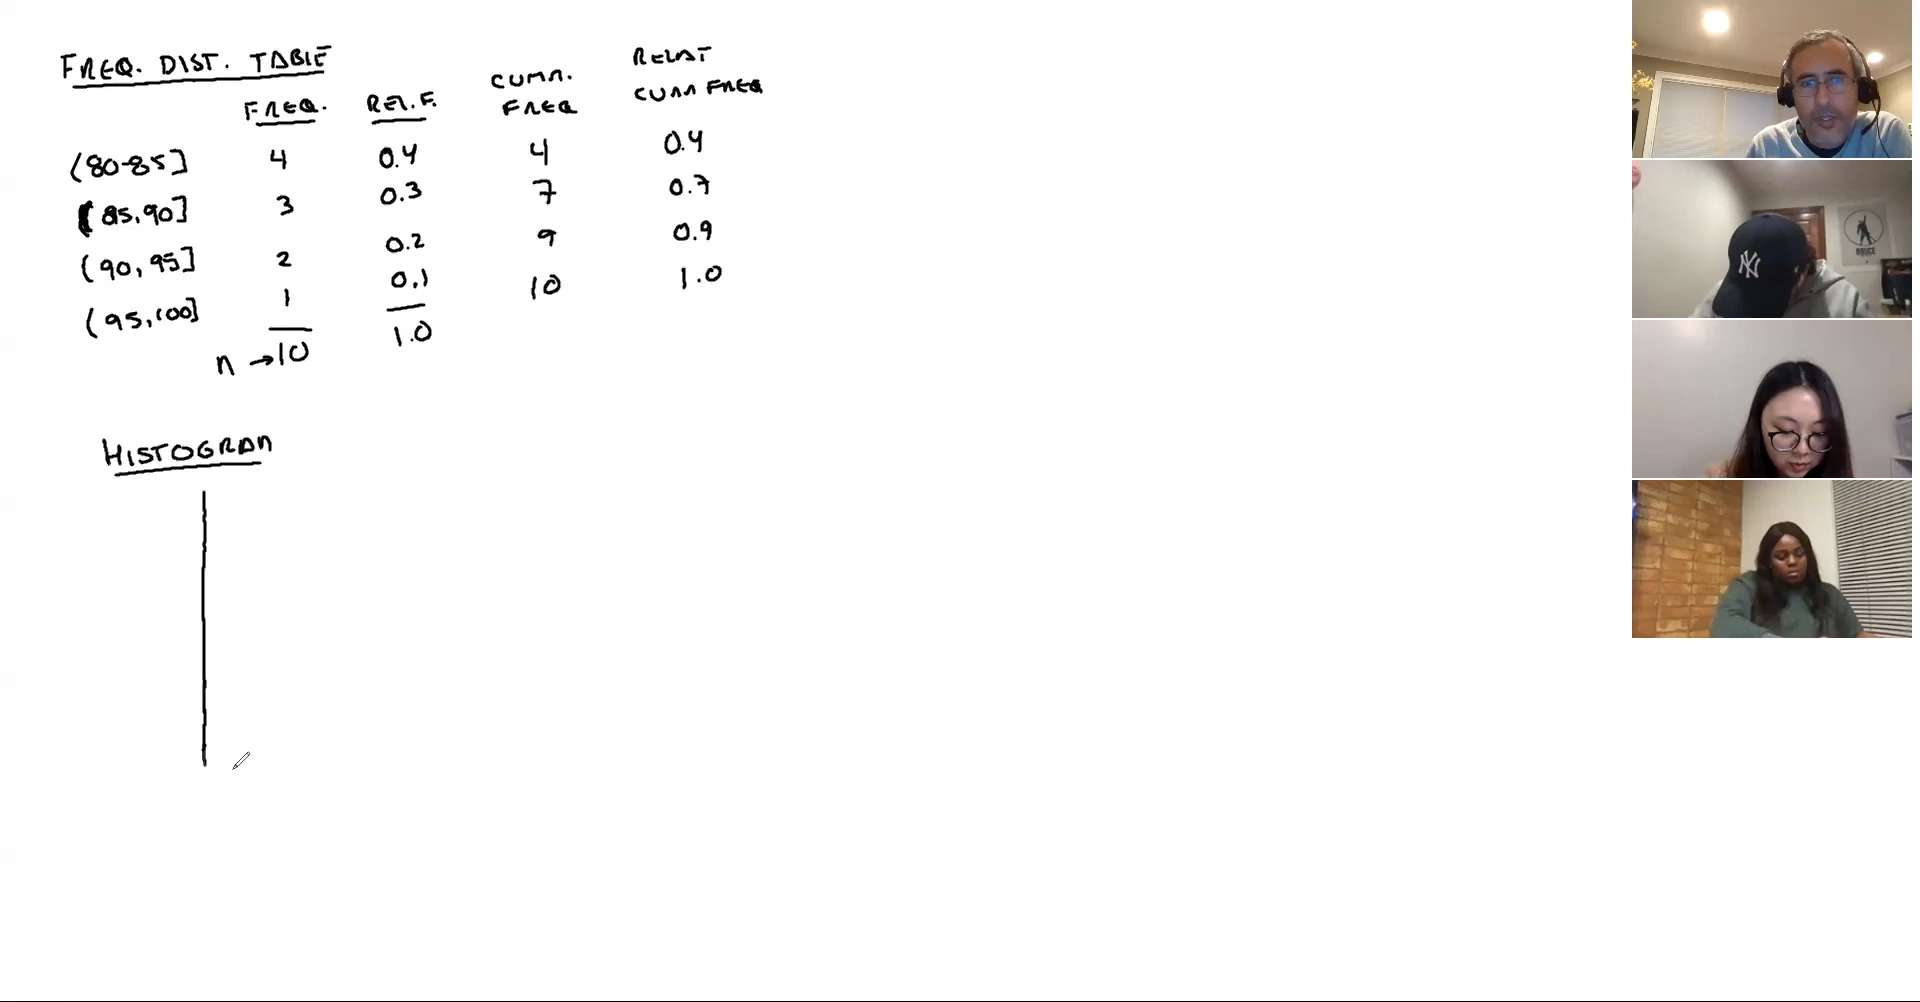 FREQ. DIST. TABLE
FREQ. REL.F. CUMM. FREQ RELAT CUMM FREQ
(80-85] 4 0.4 4 0.4
(85,90] 3 0.3 7 0.7
(90,95] 2 0.2 9 0.9
(95,100] 1 0.1 10 1.0
n →10 1.0
HISTOGRAM
NY
BRUCE